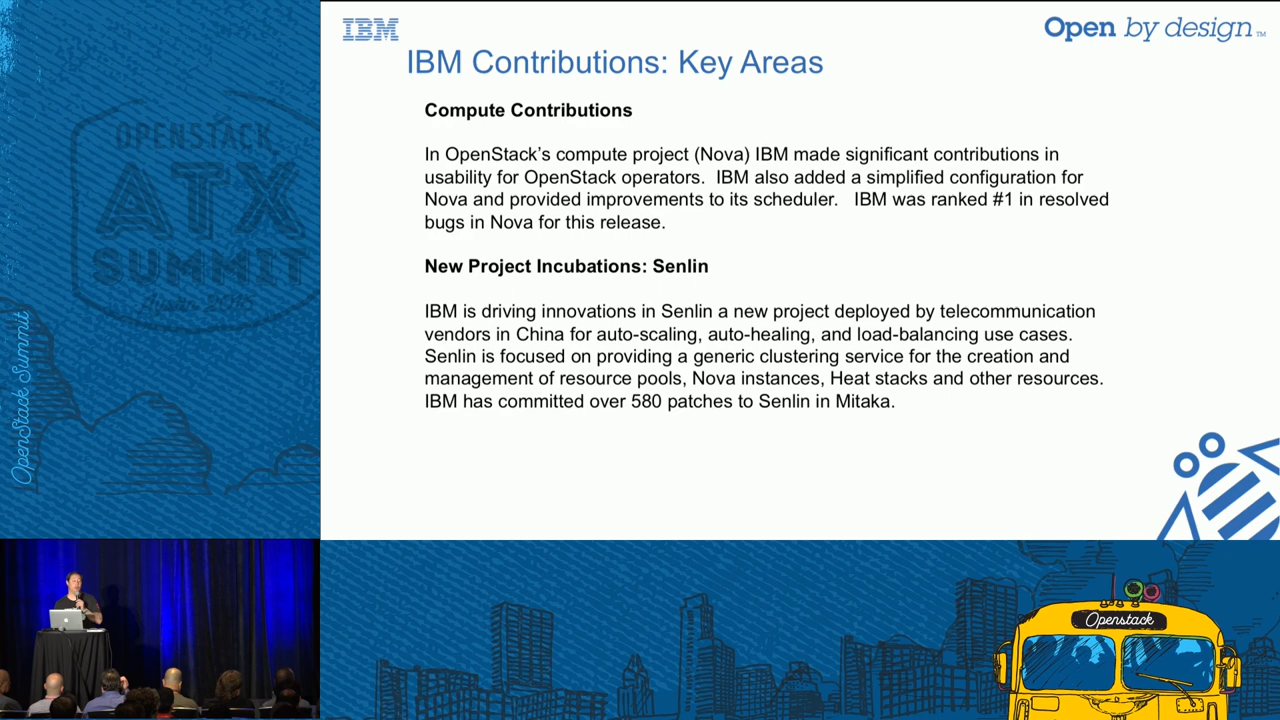 IBM
Open by design™
IBM Contributions: Key Areas
Compute Contributions
In OpenStack's compute project (Nova) IBM made significant contributions in
usability for OpenStack operators.  IBM also added a simplified configuration for
Nova and provided improvements to its scheduler.   IBM was ranked #1 in resolved
bugs in Nova for this release.
New Project Incubations: Senlin
IBM is driving innovations in Senlin a new project deployed by telecommunication
vendors in China for auto-scaling, auto-healing, and load-balancing use cases.
Senlin is focused on providing a generic clustering service for the creation and
management of resource pools, Nova instances, Heat stacks and other resources.
IBM has committed over 580 patches to Senlin in Mitaka.
OPENSTACK
ATX
SUMMIT
Austin 2016
OpenStack Summit
Openstack